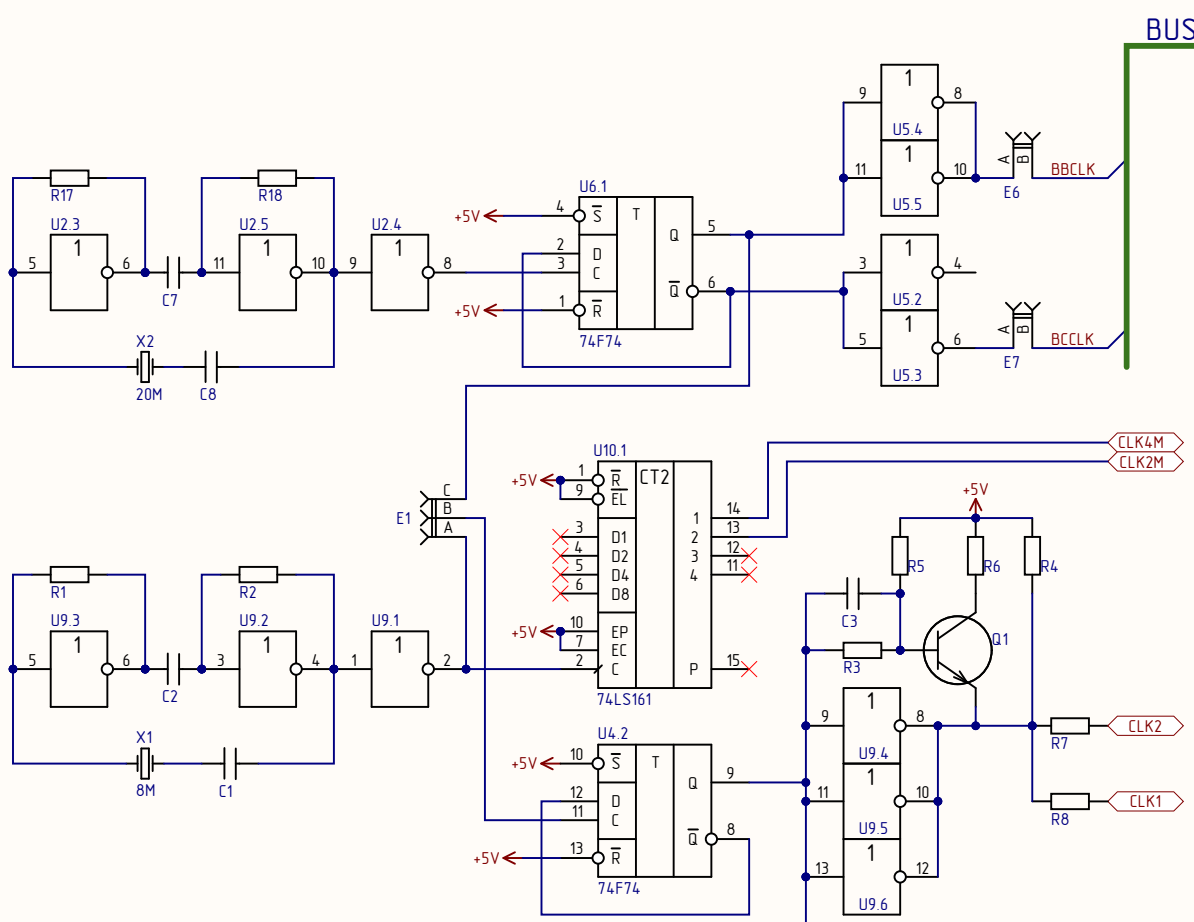 BUS
9 1 8
U5.4
11 1 10
U5.5
A B
E6
BBCLK
R17
R18
U2.3
5 1 6
C7
U2.5
11 1 10
U2.4
9 1 8
X2
20M
C8
U6.1
+5V 4 S T
2 D
3 C
Q 5
Q 6
+5V 1 R
74F74
3 1 4
U5.2
5 1 6
U5.3
A B
E7
BCCLK
U10.1
+5V 1 R CT2
9 EL
3 D1
4 D2
5 D4
6 D8
+5V 10 EP
7 EC
2 C
1 14
2 13
3 12
4 11
P 15
74LS161
CLK4M
CLK2M
C
B
A
E1
R1
R2
U9.3
5 1 6
C2
U9.2
3 1 4
U9.1
1 1 2
X1
8M
C1
U4.2
+5V 10 S T
12 D
11 C
Q 9
Q 8
+5V 13 R
74F74
+5V
R5
R6
R4
C3
R3
Q1
9 1 8
U9.4
11 1 10
U9.5
13 1 12
U9.6
R7
CLK2
R8
CLK1